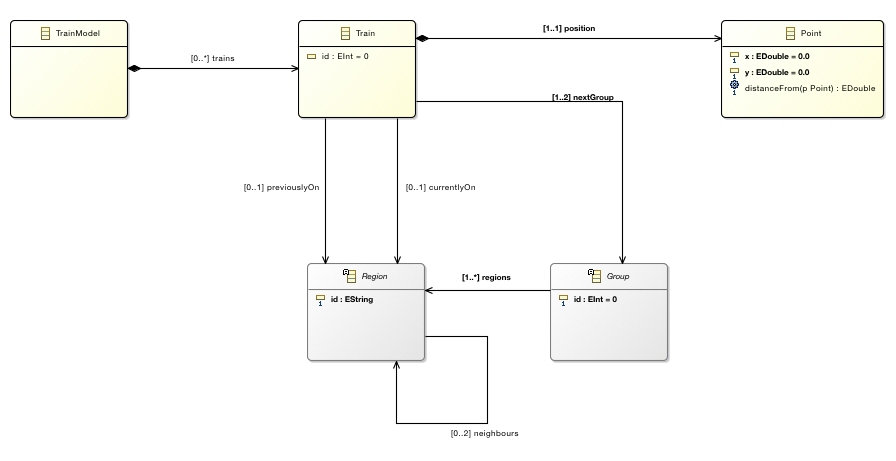 TrainModel
Train
Point
[0..*] trains
id : EInt = 0
[1..1] position
x : EDouble = 0.0
y : EDouble = 0.0
distanceFrom(p Point) : EDouble
[1..2] nextGroup
[0..1] previouslyOn
[0..1] currentlyOn
Region
Group
id : EString
[1..*] regions
id : EInt = 0
[0..2] neighbours